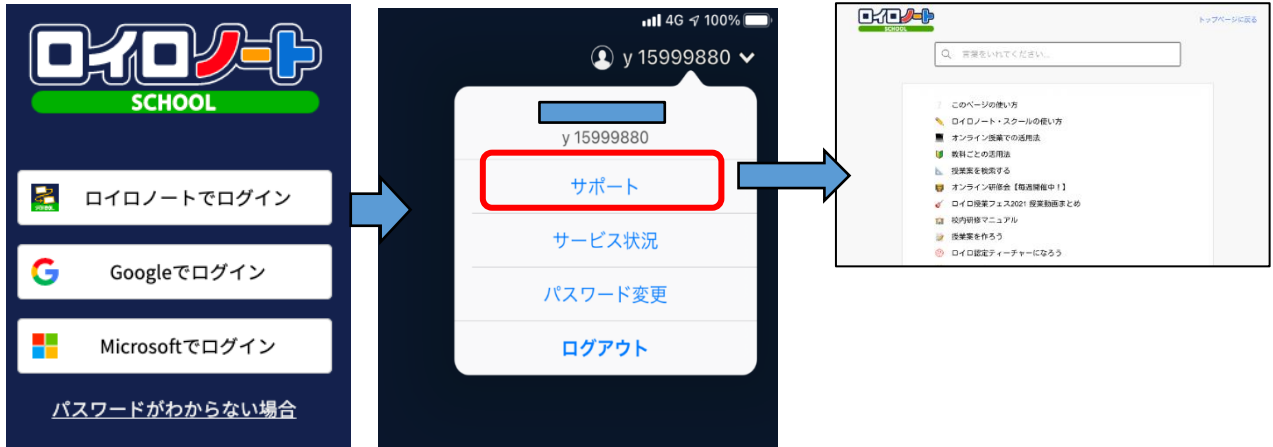 ロイロノート
SCHOOL
ロイロノートでログイン
Googleでログイン
Microsoftでログイン
パスワードがわからない場合
4G 100%
y 15999880
y 15999880
サポート
サービス状況
パスワード変更
ログアウト
ロイロノート
SCHOOL
トップページに戻る
言葉をいれてください...
このページの使い方
ロイロノート・スクールの使い方
オンライン授業での活用法
教科ごとの活用法
授業案を検索する
オンライン研修会【毎週開催中！】
ロイロ授業フェス2021 授業動画まとめ
校内研修マニュアル
授業案を作ろう
ロイロ認定ティーチャーになろう